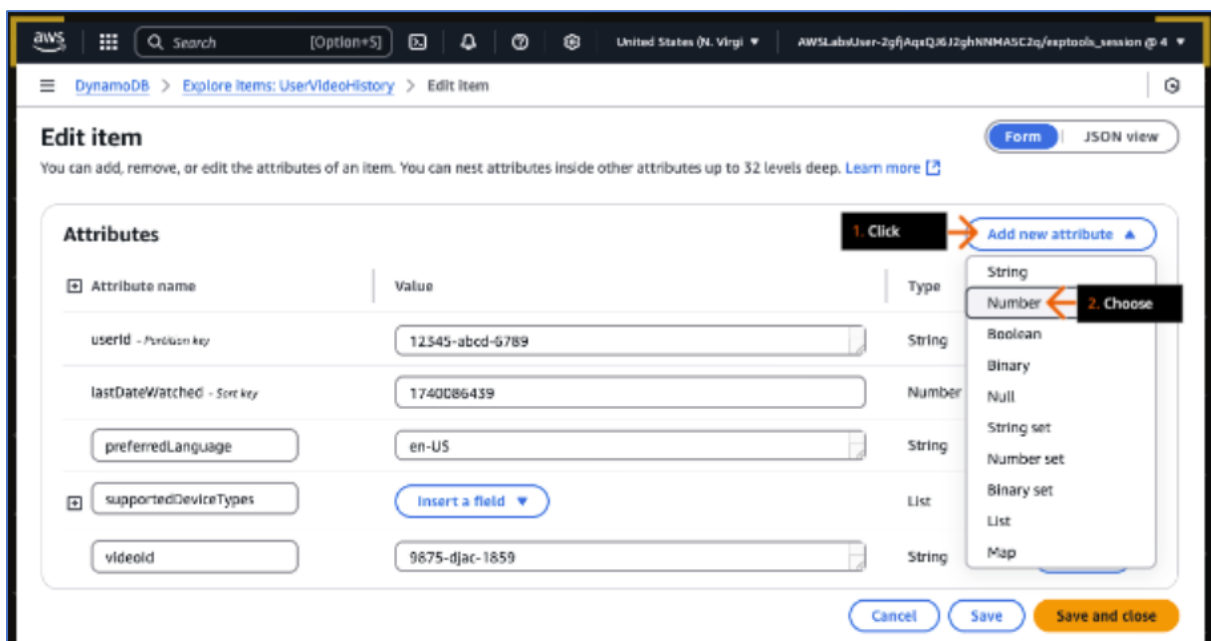 aws Search [Option+S] United States (N. Virgi AWSLabsUser-2gfjAqxQJ6J2ghNNMASC2q/exptools_session @ 4
DynamoDB > Explore items: UserVideoHistory > Edit item
Edit item
Form JSON view
You can add, remove, or edit the attributes of an item. You can nest attributes inside other attributes up to 32 levels deep. Learn more
Attributes
1. Click
Add new attribute
Attribute name Value Type
String
Number
2. Choose
Boolean
Binary
Null
String set
Number set
Binary set
List
Map
userId - Partition key 12345-abcd-6789 String
lastDateWatched - Sort key 1740086439 Number
preferredLanguage en-US String
supportedDeviceTypes Insert a field List
videoId 9875-djac-1859 String
Cancel Save Save and close